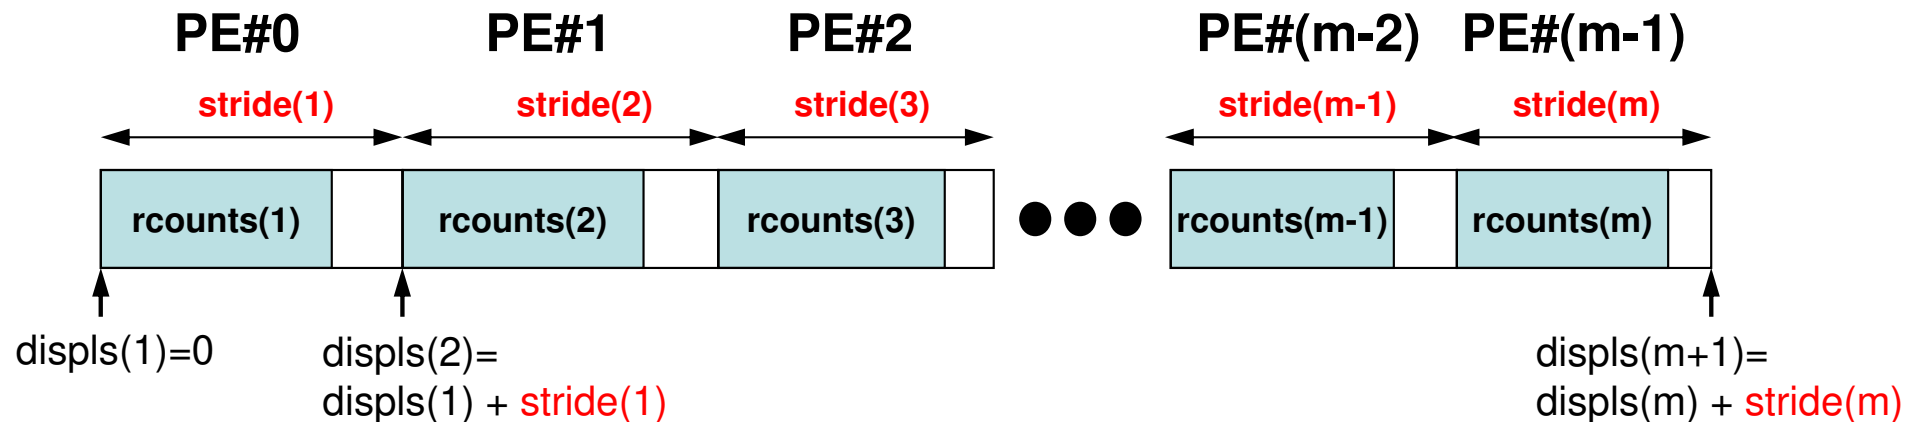 PE#0 PE#1 PE#2 PE#(m-2) PE#(m-1)
stride(1) stride(2) stride(3) stride(m-1) stride(m)
rcounts(1) rcounts(2) rcounts(3) rcounts(m-1) rcounts(m)
displs(1)=0 displs(2)= displs(m+1)=
displs(1) + stride(1) displs(m) + stride(m)